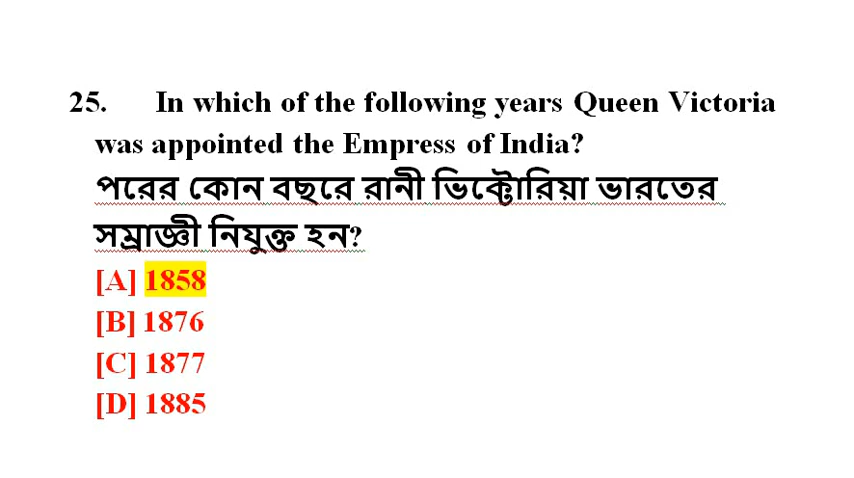 25. In which of the following years Queen Victoria
was appointed the Empress of India?
পরের কোন বছরে রানী ভিক্টোরিয়া ভারতের
সম্রাজ্ঞী নিযুক্ত হন?
[A] 1858
[B] 1876
[C] 1877
[D] 1885